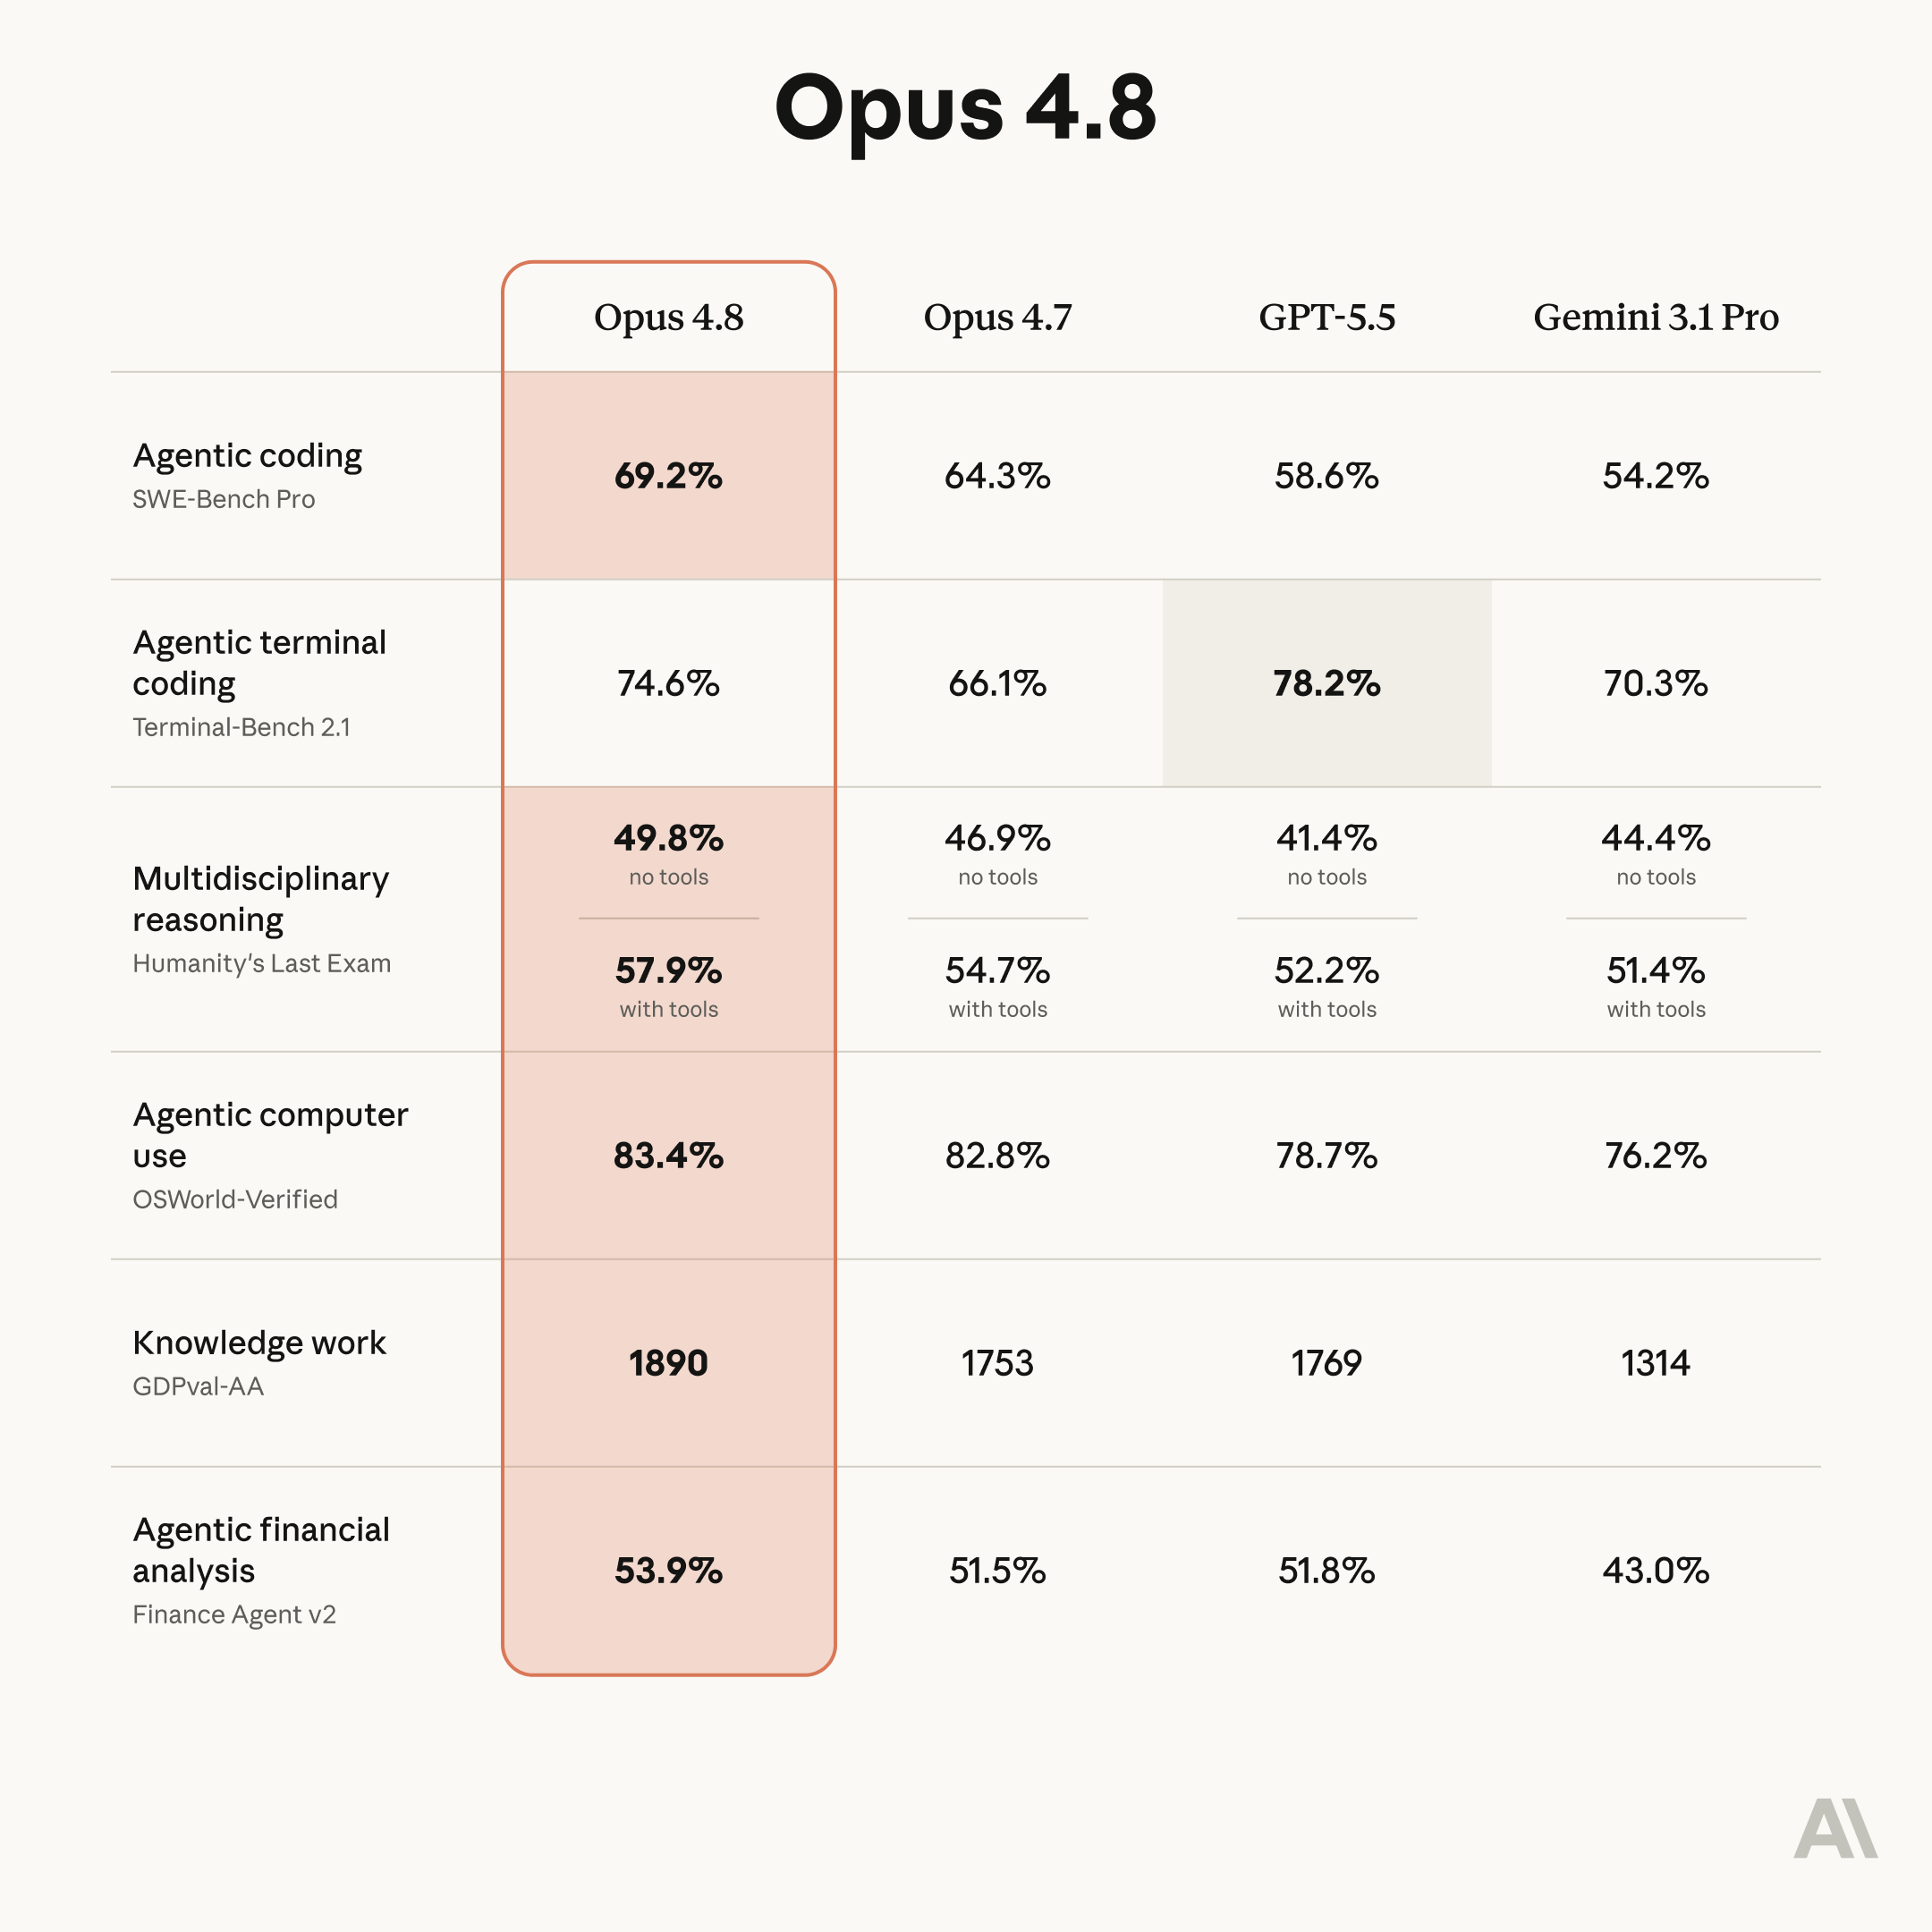 Opus 4.8
Opus 4.8 Opus 4.7 GPT-5.5 Gemini 3.1 Pro
Agentic coding
SWE-Bench Pro
69.2% 64.3% 58.6% 54.2%
Agentic terminal
coding
Terminal-Bench 2.1
74.6% 66.1% 78.2% 70.3%
Multidisciplinary
reasoning
Humanity's Last Exam
49.8% 46.9% 41.4% 44.4%
no tools no tools no tools no tools
57.9% 54.7% 52.2% 51.4%
with tools with tools with tools with tools
Agentic computer
use
OSWorld-Verified
83.4% 82.8% 78.7% 76.2%
Knowledge work
GDPval-AA
1890 1753 1769 1314
Agentic financial
analysis
Finance Agent v2
53.9% 51.5% 51.8% 43.0%
A\